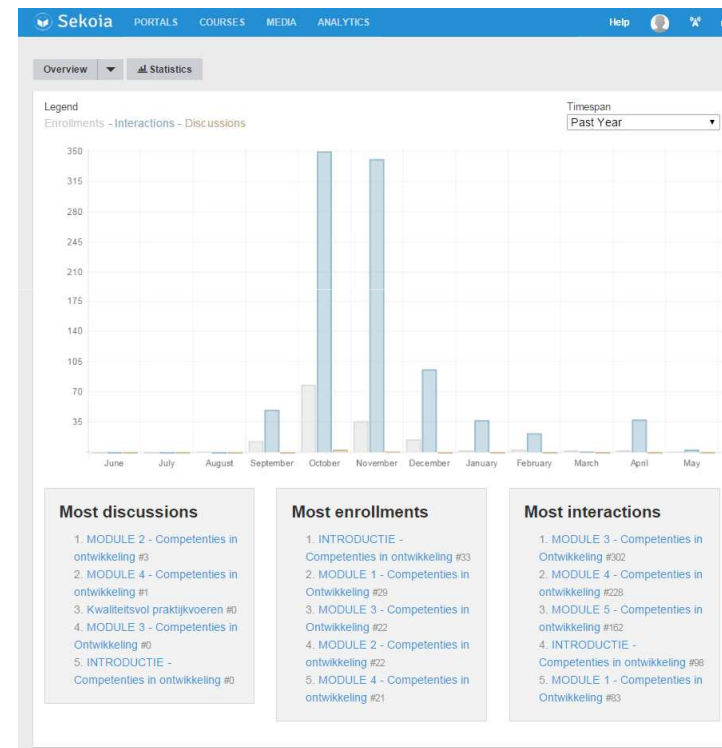 Sekoia PORTALS COURSES MEDIA ANALYTICS Help
Overview Statistics
Legend
Enrollments - Interactions - Discussions
Timespan
Past Year
350
315
280
245
210
175
140
105
70
35
June July August September October November December January February March April May
Most discussions
1. MODULE 2 - Competenties in
ontwikkeling #3
2. MODULE 4 - Competenties in
ontwikkeling #1
3. Kwaliteitsvol praktijkvoeren #0
4. MODULE 3 - Competenties in
Ontwikkeling #0
5. INTRODUCTIE -
Competenties in ontwikkeling #0
Most enrollments
1. INTRODUCTIE -
Competenties in ontwikkeling #33
2. MODULE 1 - Competenties in
Ontwikkeling #29
3. MODULE 3 - Competenties in
Ontwikkeling #22
4. MODULE 2 - Competenties in
ontwikkeling #22
5. MODULE 4 - Competenties in
ontwikkeling #21
Most interactions
1. MODULE 3 - Competenties in
Ontwikkeling #302
2. MODULE 4 - Competenties in
ontwikkeling #228
3. MODULE 5 - Competenties in
ontwikkeling #162
4. INTRODUCTIE -
Competenties in ontwikkeling #98
5. MODULE 1 - Competenties in
Ontwikkeling #83